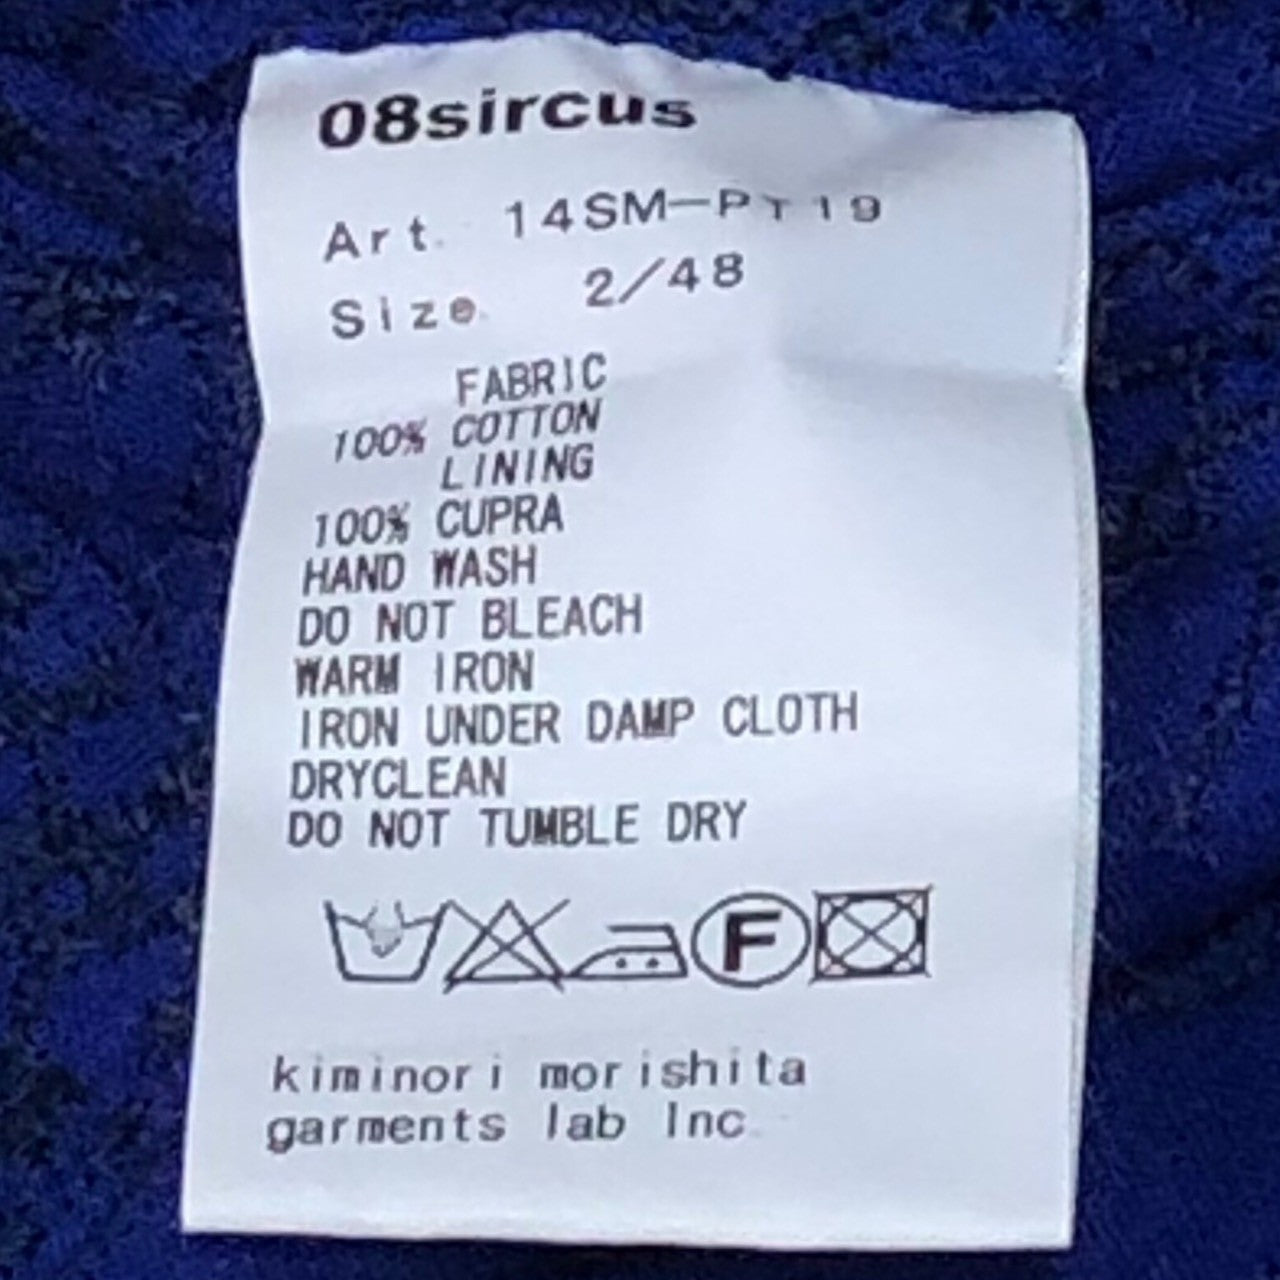 08sircus
Art. 14SM-PT19
Size. 2/48
FABRIC
100% COTTON
LINING
100% CUPRA
HAND WASH
DO NOT BLEACH
WARM IRON
IRON UNDER DAMP CLOTH
DRYCLEAN
DO NOT TUMBLE DRY
F
kiminori morishita
garments lab Inc.